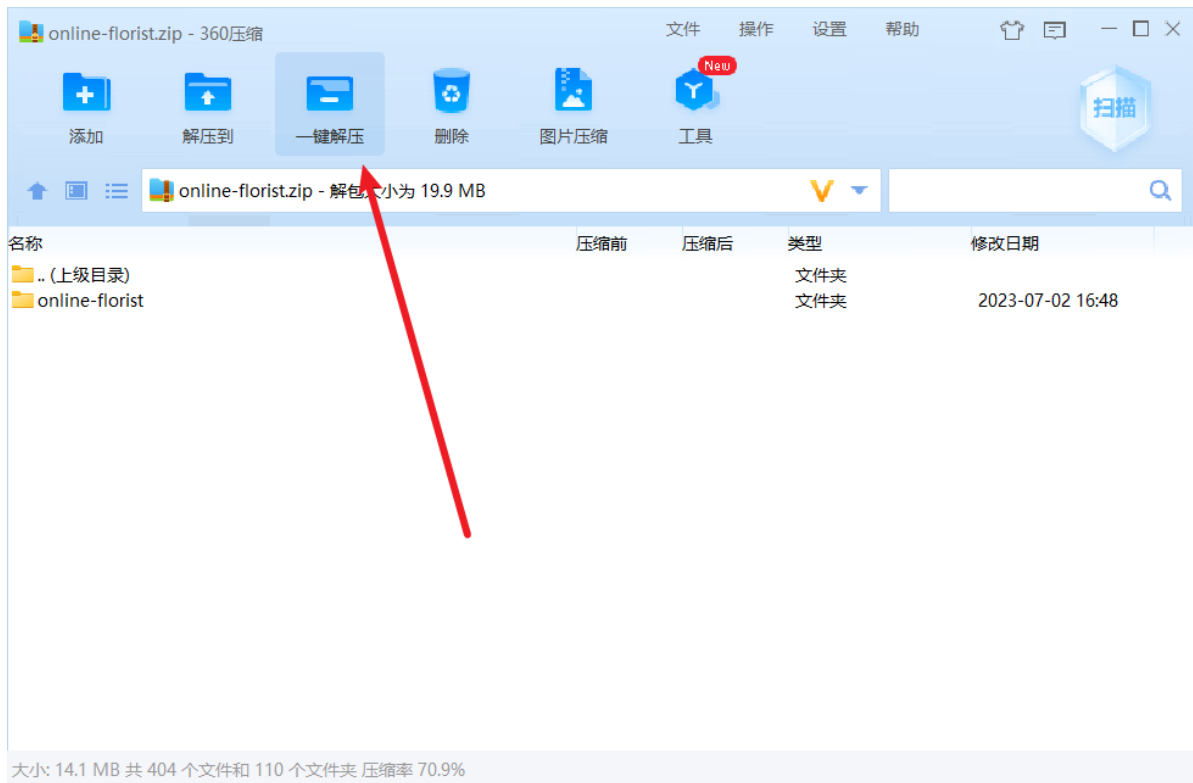 online-florist.zip - 360压缩
文件 操作 设置 帮助
New
添加 解压到 一键解压 删除 图片压缩 工具
扫描
online-florist.zip - 解包大小为 19.9 MB
名称 压缩前 压缩后 类型 修改日期
.. (上级目录) 文件夹
online-florist 文件夹 2023-07-02 16:48
大小: 14.1 MB 共 404 个文件和 110 个文件夹 压缩率 70.9%